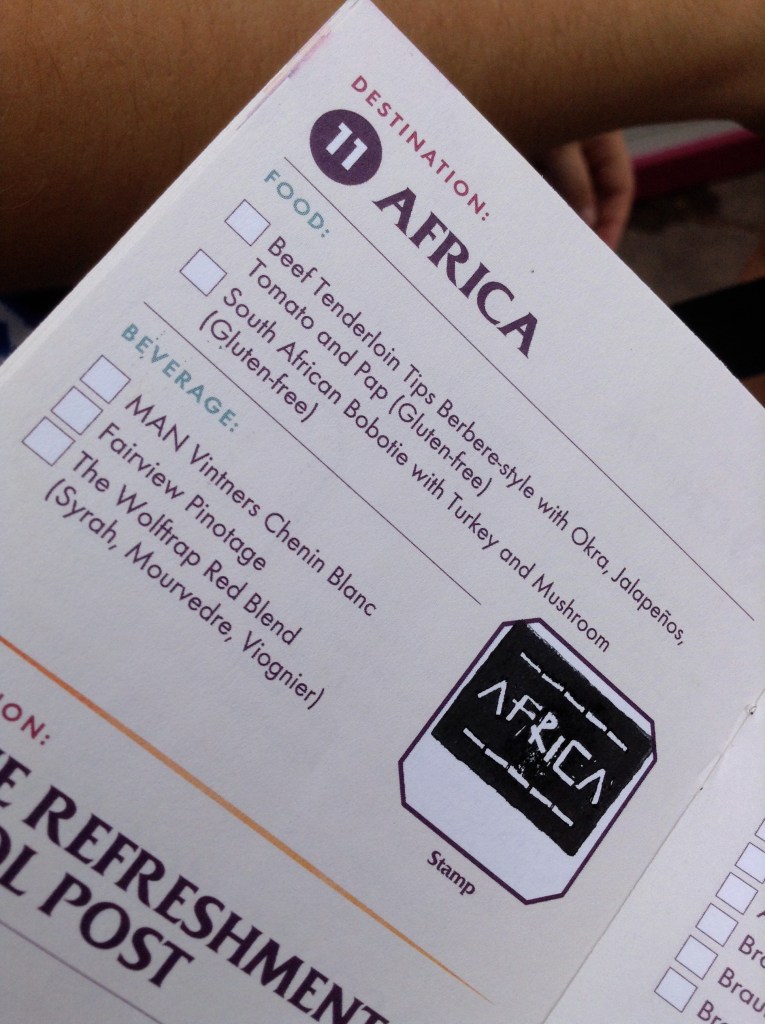 DESTINATION:
11 AFRICA
FOOD:
Beef Tenderloin Tips Berbere-style with Okra, Jalapeños,
Tomato and Pap (Gluten-free)
South African Bobotie with Turkey and Mushroom
(Gluten-free)
BEVERAGE:
MAN Vintners Chenin Blanc
Fairview Pinotage
The Wolftrap Red Blend
(Syrah, Mourvedre, Viognier)
AFRICA
Stamp
ION:
REFRESHMENT
POST